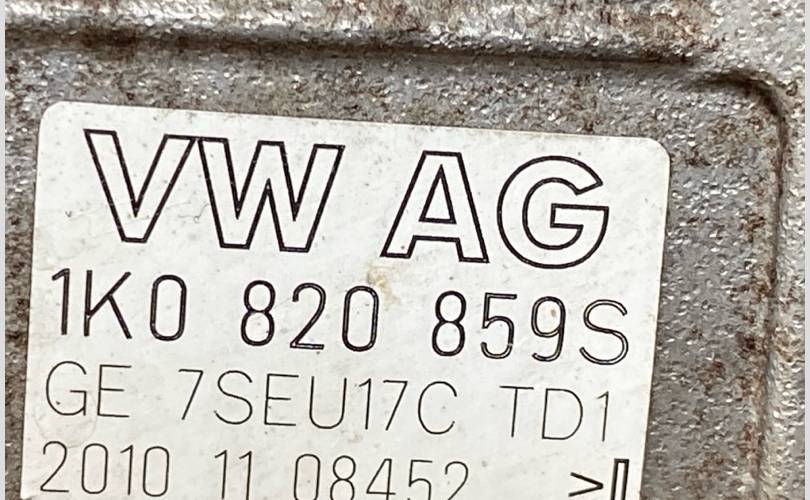 VW AG
1K0 820 859S
GE 7SEU17C TD1
2010 11 08452